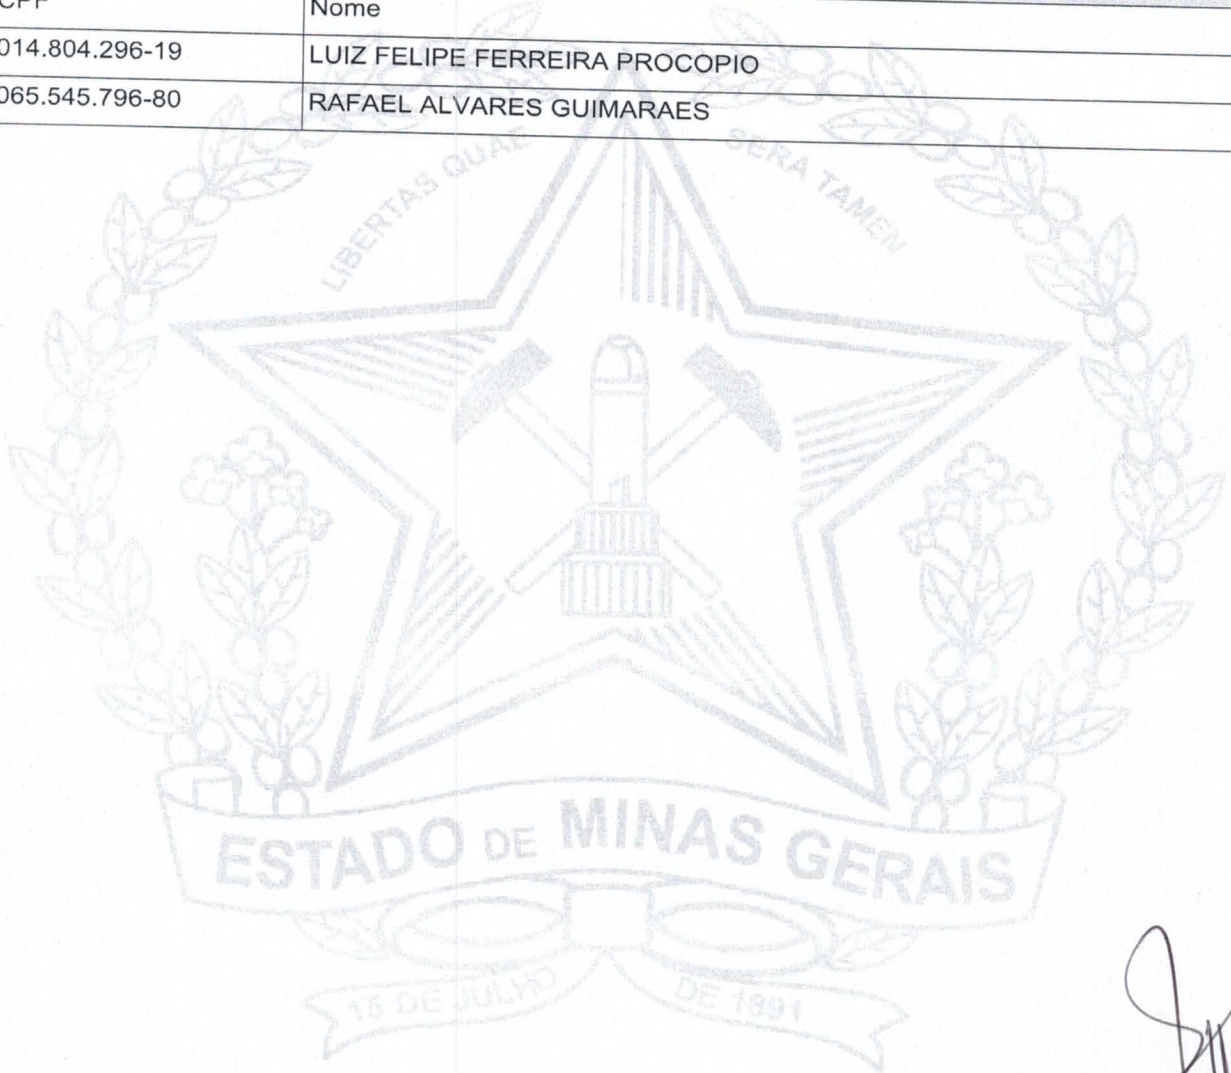 CPF Nome
014.804.296-19 LUIZ FELIPE FERREIRA PROCOPIO
065.545.796-80 RAFAEL ALVARES GUIMARAES
LIBERTAS QUAE SERA TAMEN
ESTADO DE MINAS GERAIS
15 DE JULHO DE 1891